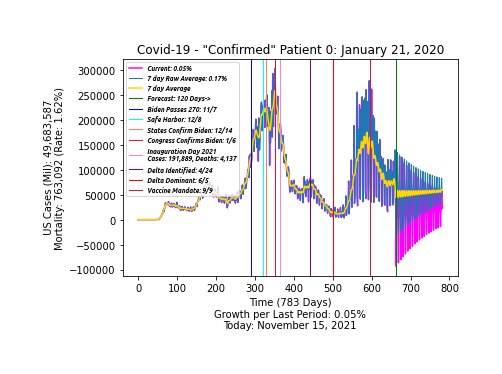 Covid-19 - "Confirmed" Patient 0: January 21, 2020
US Cases (Mil): 49,683,587
Mortality: 763,092 (Rate: 1.62%)
300000
250000
200000
150000
100000
50000
0
−50000
−100000
Current: 0.05%
7 day Raw Average: 0.17%
7 day Average
Forecast: 120 Days->
Biden Passes 270: 11/7
Safe Harbor: 12/8
States Confirm Biden: 12/14
Congress Confirms Biden: 1/6
Inauguration Day 2021
Cases: 191,889, Deaths: 4,137
Delta Identified: 4/24
Delta Dominant: 6/5
Vaccine Mandate: 9/9
0 100 200 300 400 500 600 700 800
Time (783 Days)
Growth per Last Period: 0.05%
Today: November 15, 2021